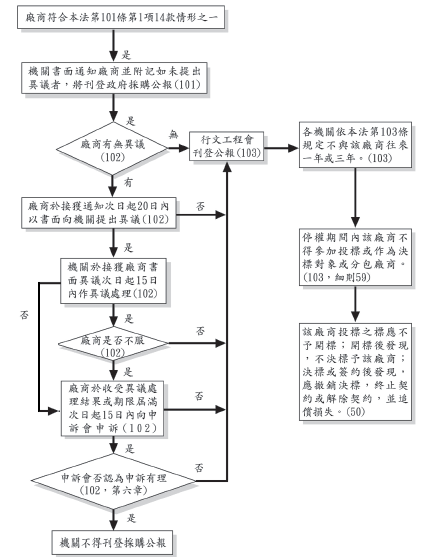 廠商符合本法第101條第1項14款情形之一
是
機關書面通知廠商並附記如未提出
異議者，將刊登政府採購公報(101)
是
廠商有無異議
(102)
無
行文工程會
刊登公報(103)
有
廠商於接獲通知次日起20日內
以書面向機關提出異議(102)
否
是
機關於接獲廠商書
面異議次日起15日
內作異議處理(102)
否
是
廠商是否不服
(102)
否
是
廠商於收受異議處
理結果或期限屆滿
次日起15日內向申
訴會申訴(102)
否
是
申訴會否認為申訴有理
(102，第六章)
否
是
機關不得刊登採購公報
各機關依本法第103條
規定不與該廠商往來
一年或三年。(103)
停權期間內該廠商不
得參加投標或作為決
標對象或分包廠商。
(103，細則59)
該廠商投標之標應不
予開標；開標後發現
，不決標予該廠商；
決標或簽約後發現，
應撤銷決標，終止契
約或解除契約，並追
償損失。(50)